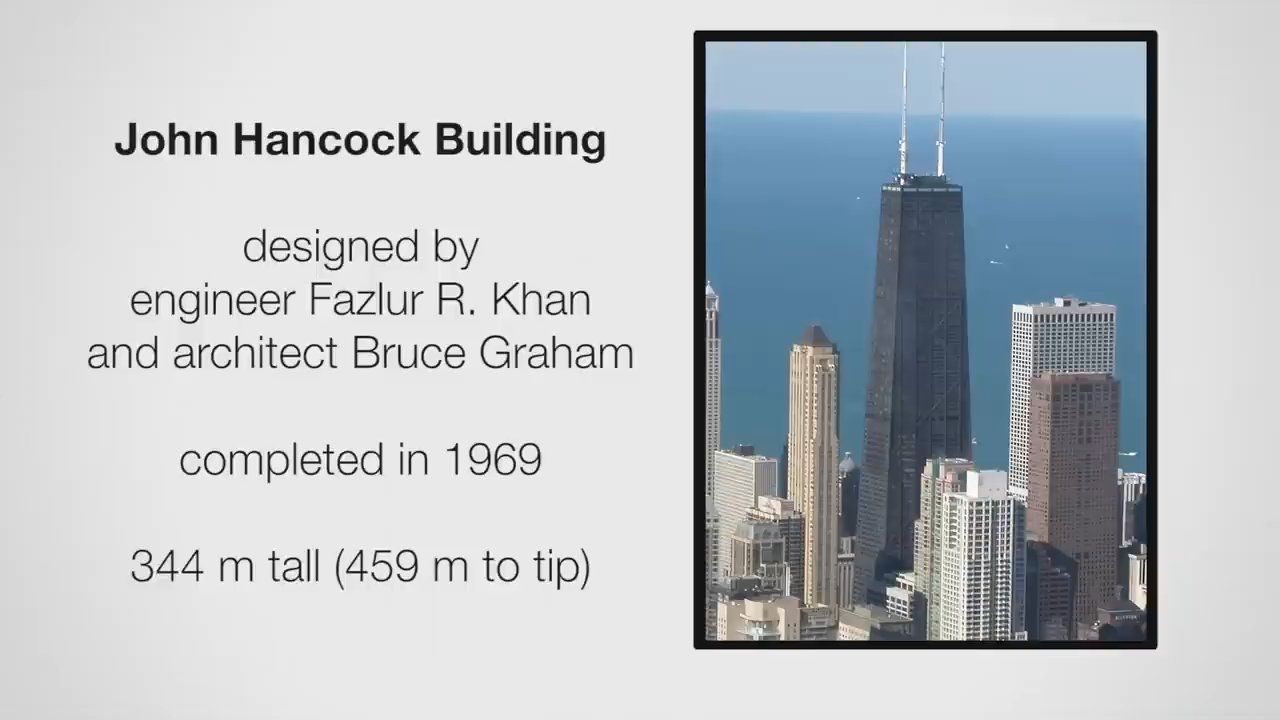 John Hancock Building
designed by
engineer Fazlur R. Khan
and architect Bruce Graham
completed in 1969
344 m tall (459 m to tip)